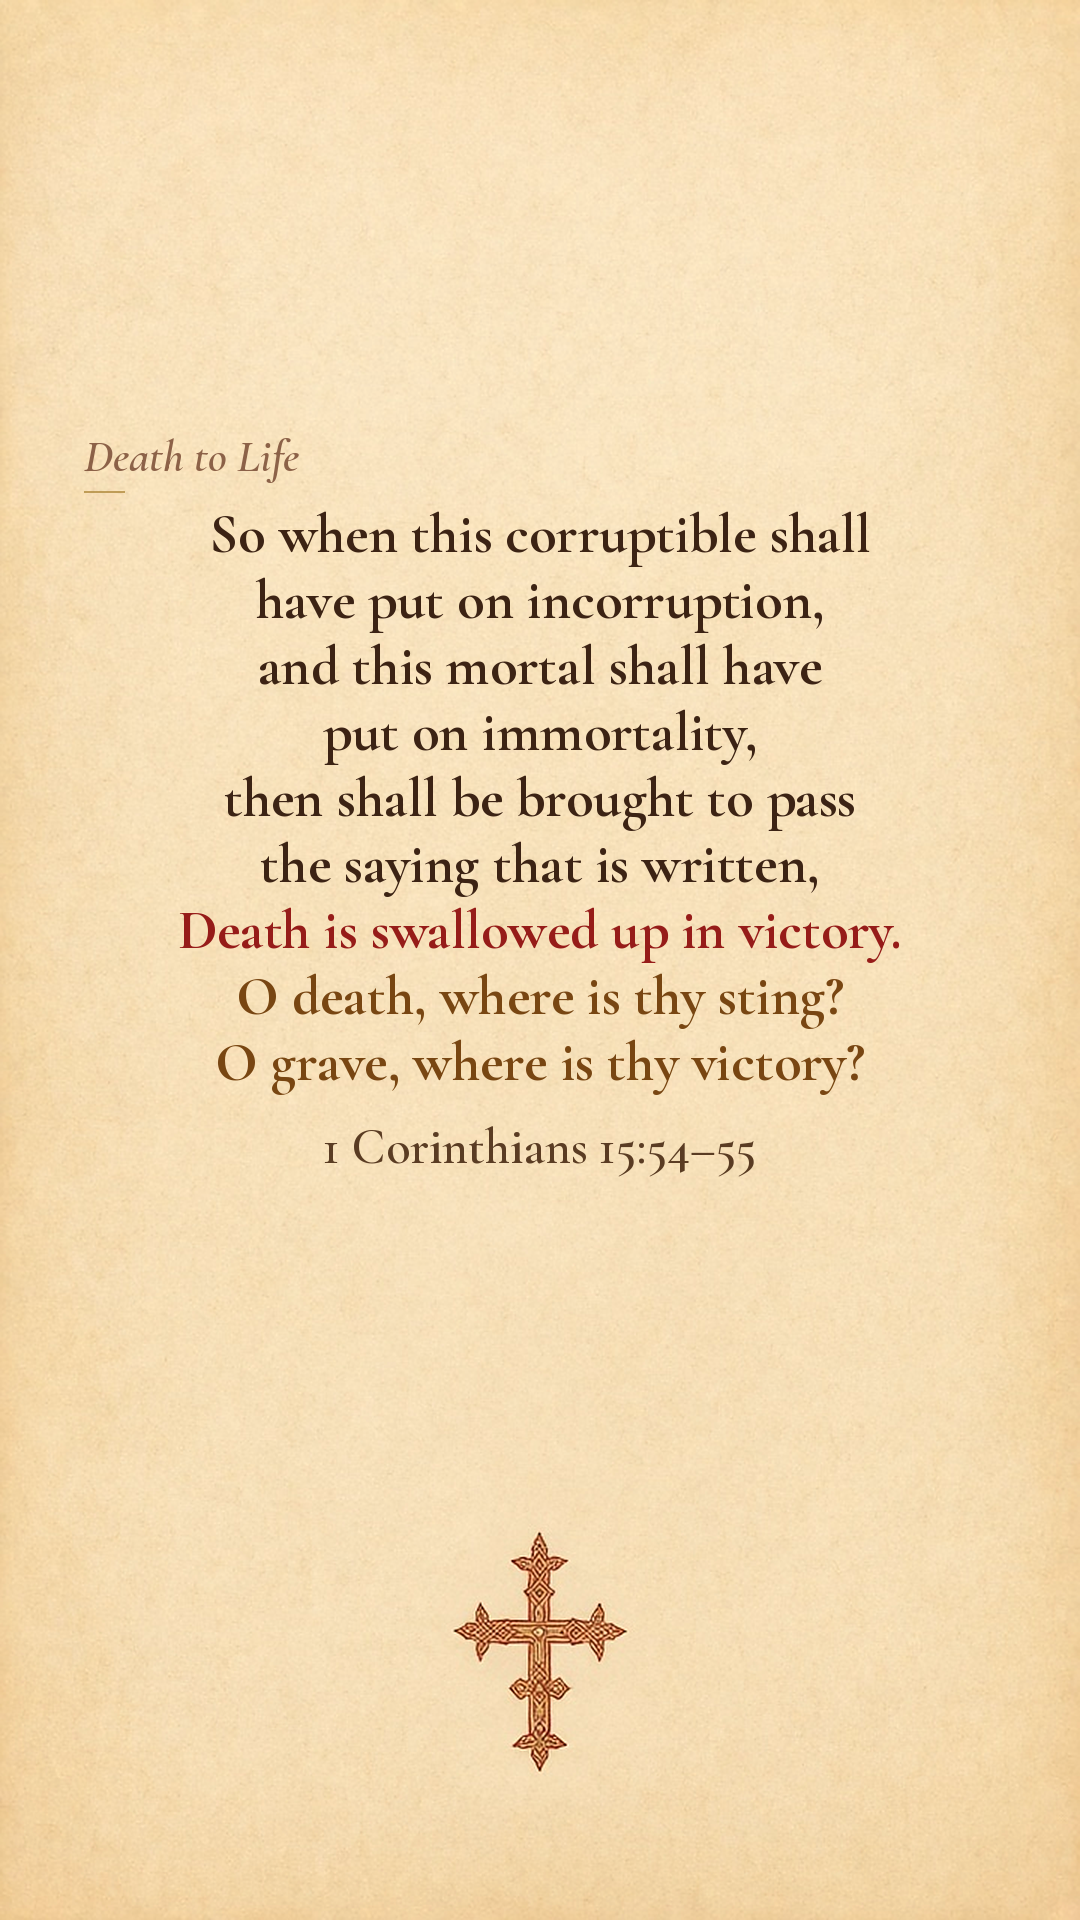 Death to Life
So when this corruptible shall
have put on incorruption,
and this mortal shall have
put on immortality,
then shall be brought to pass
the saying that is written,
Death is swallowed up in victory.
O death, where is thy sting?
O grave, where is thy victory?
1 Corinthians 15:54–55